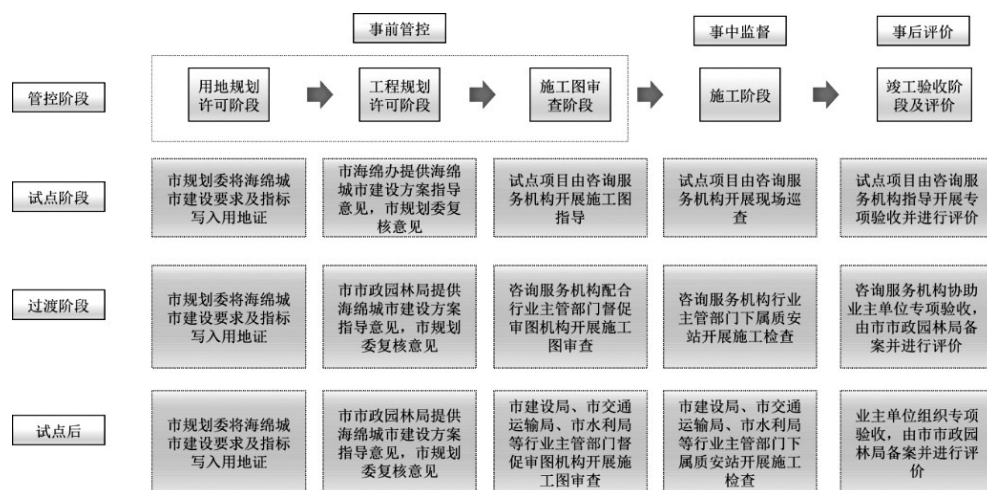 事前管控
事中监督
事后评价
管控阶段
用地规划
许可阶段
工程规划
许可阶段
施工图审
查阶段
施工阶段
竣工验收阶
段及评价
试点阶段
市规划委将海绵城
市建设要求及指标
写入用地证
市海绵办提供海绵
城市建设方案指导
意见，市规划委复
核意见
试点项目由咨询服
务机构开展施工图
指导
试点项目由咨询服
务机构开展现场巡
查
试点项目由咨询服
务机构指导开展专
项验收并进行评价
过渡阶段
市规划委将海绵城
市建设要求及指标
写入用地证
市市政园林局提供
海绵城市建设方案
指导意见，市规划
委复核意见
咨询服务机构配合
行业主管部门督促
审图机构开展施工
图审查
咨询服务机构行业
主管部门下属质安
站开展施工检查
咨询服务机构协助
业主单位专项验收，
由市市政园林局备
案并进行评价
试点后
市规划委将海绵城
市建设要求及指标
写入用地证
市市政园林局提供
海绵城市建设方案
指导意见，市规划
委复核意见
市建设局、市交通
运输局、市水利局
等行业主管部门督
促审图机构开展施
工图审查
市建设局、市交通
运输局、市水利局
等行业主管部门下
属质安站开展施工
检查
业主单位组织专项
验收，由市市政园
林局备案并进行评
价